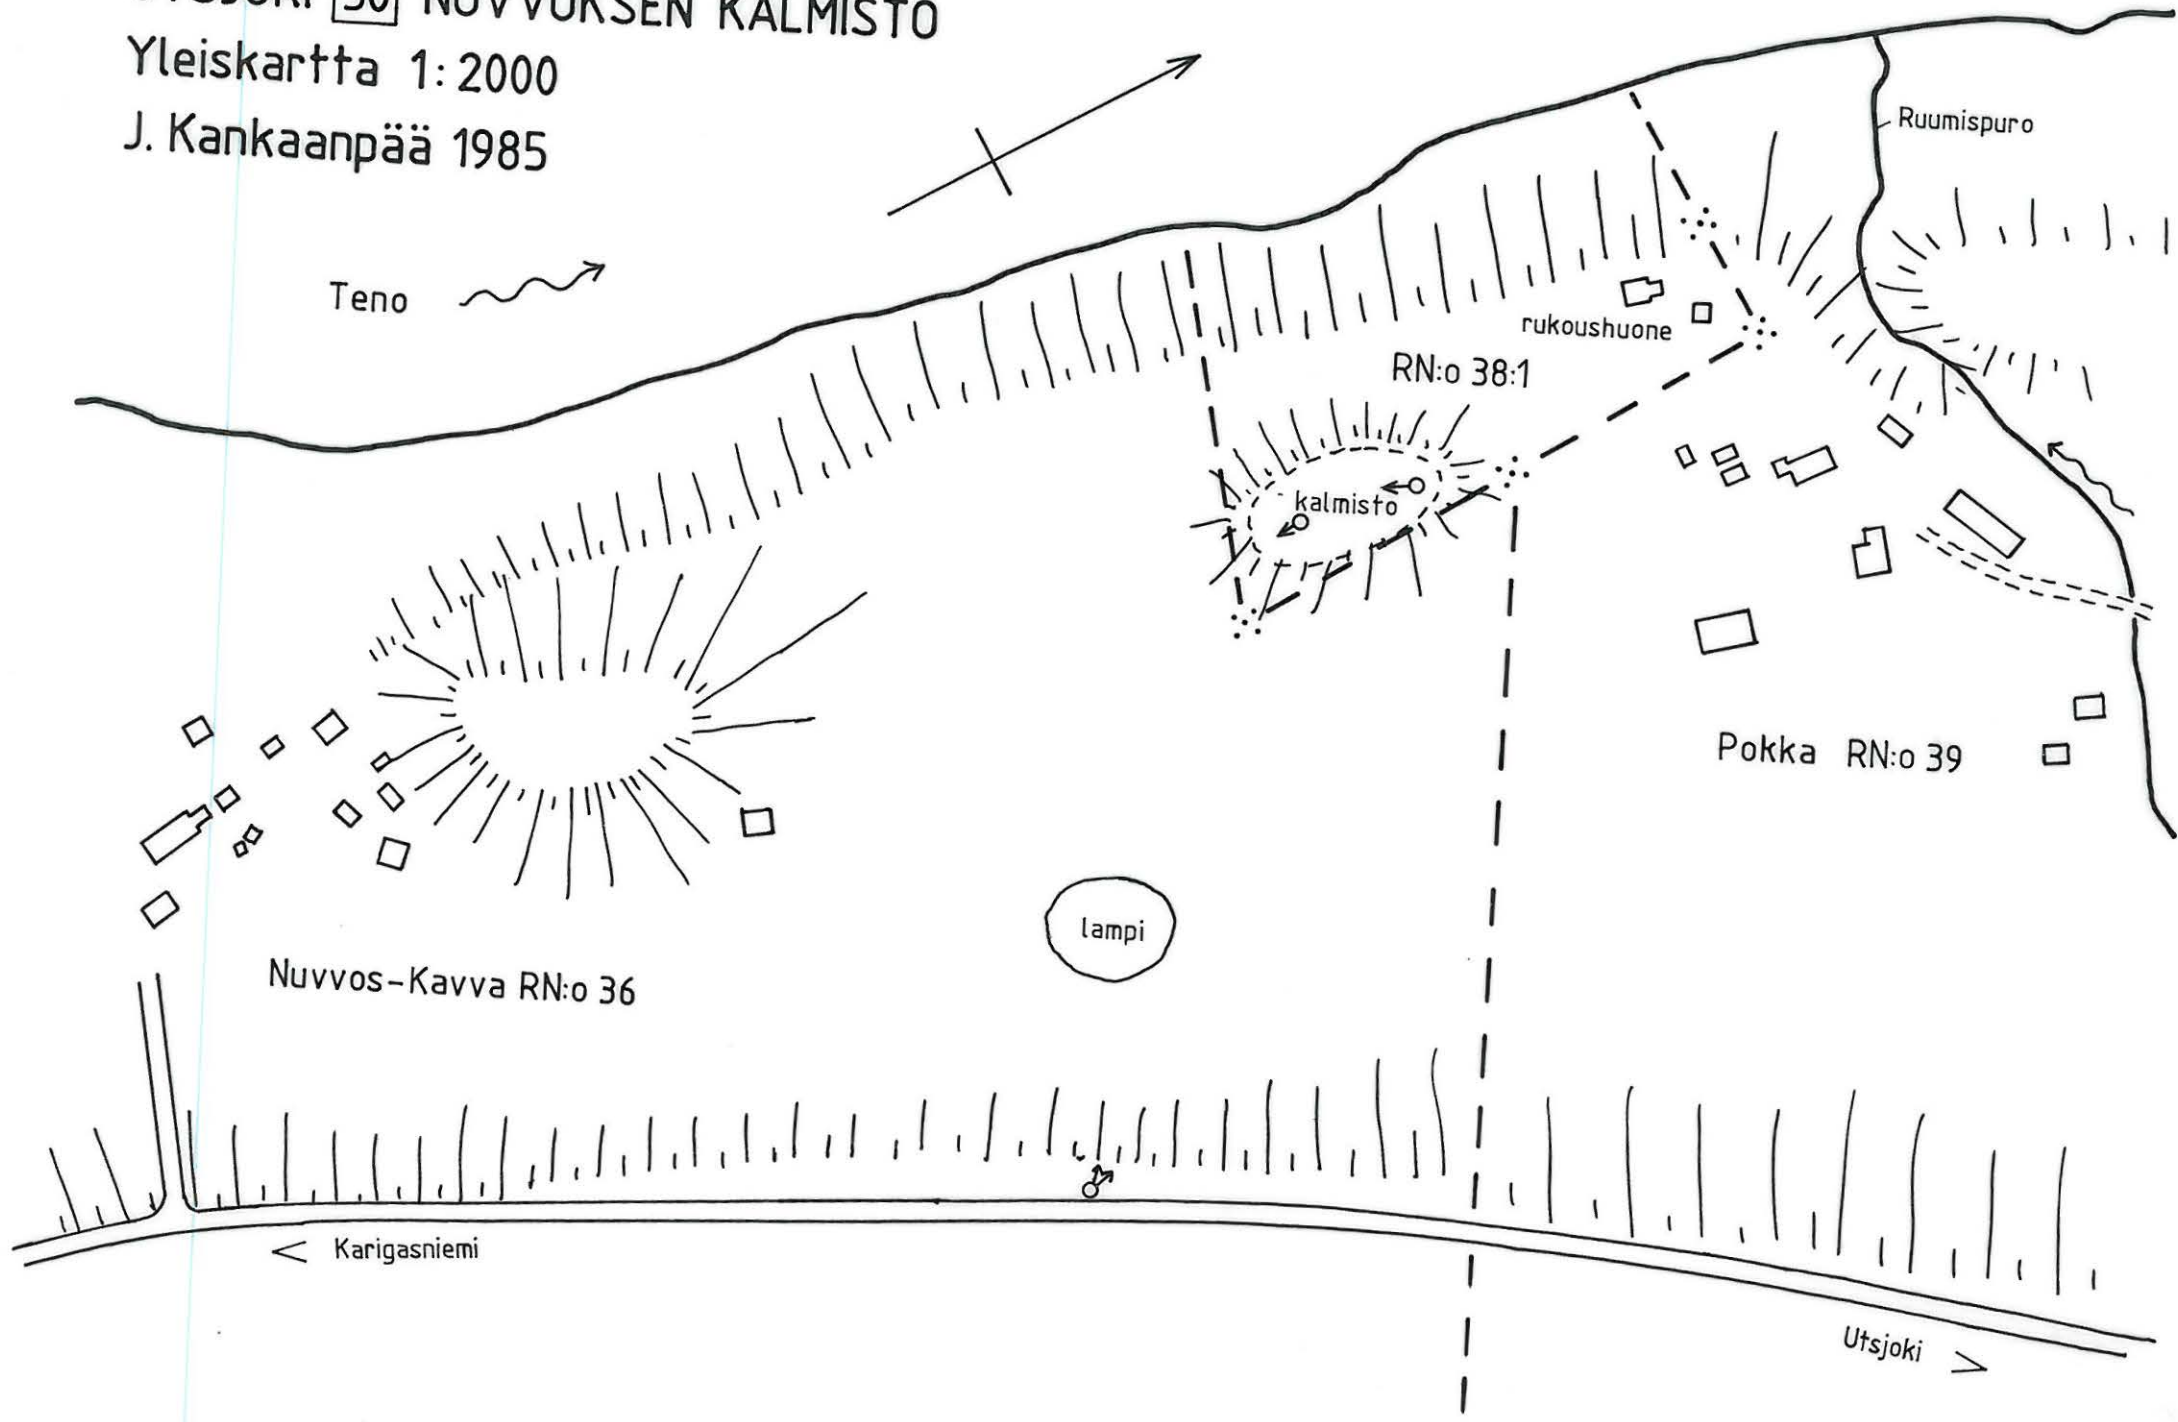 NUVVUKSEN KALMISTO
Yleiskartta 1:2000
J. Kankaanpää 1985
Ruumispuro
Teno
rukoushuone
RN:o 38:1
kalmisto
Pokka RN:o 39
lampi
Nuvvos-Kavva RN:o 36
< Karigasniemi
Utsjoki >